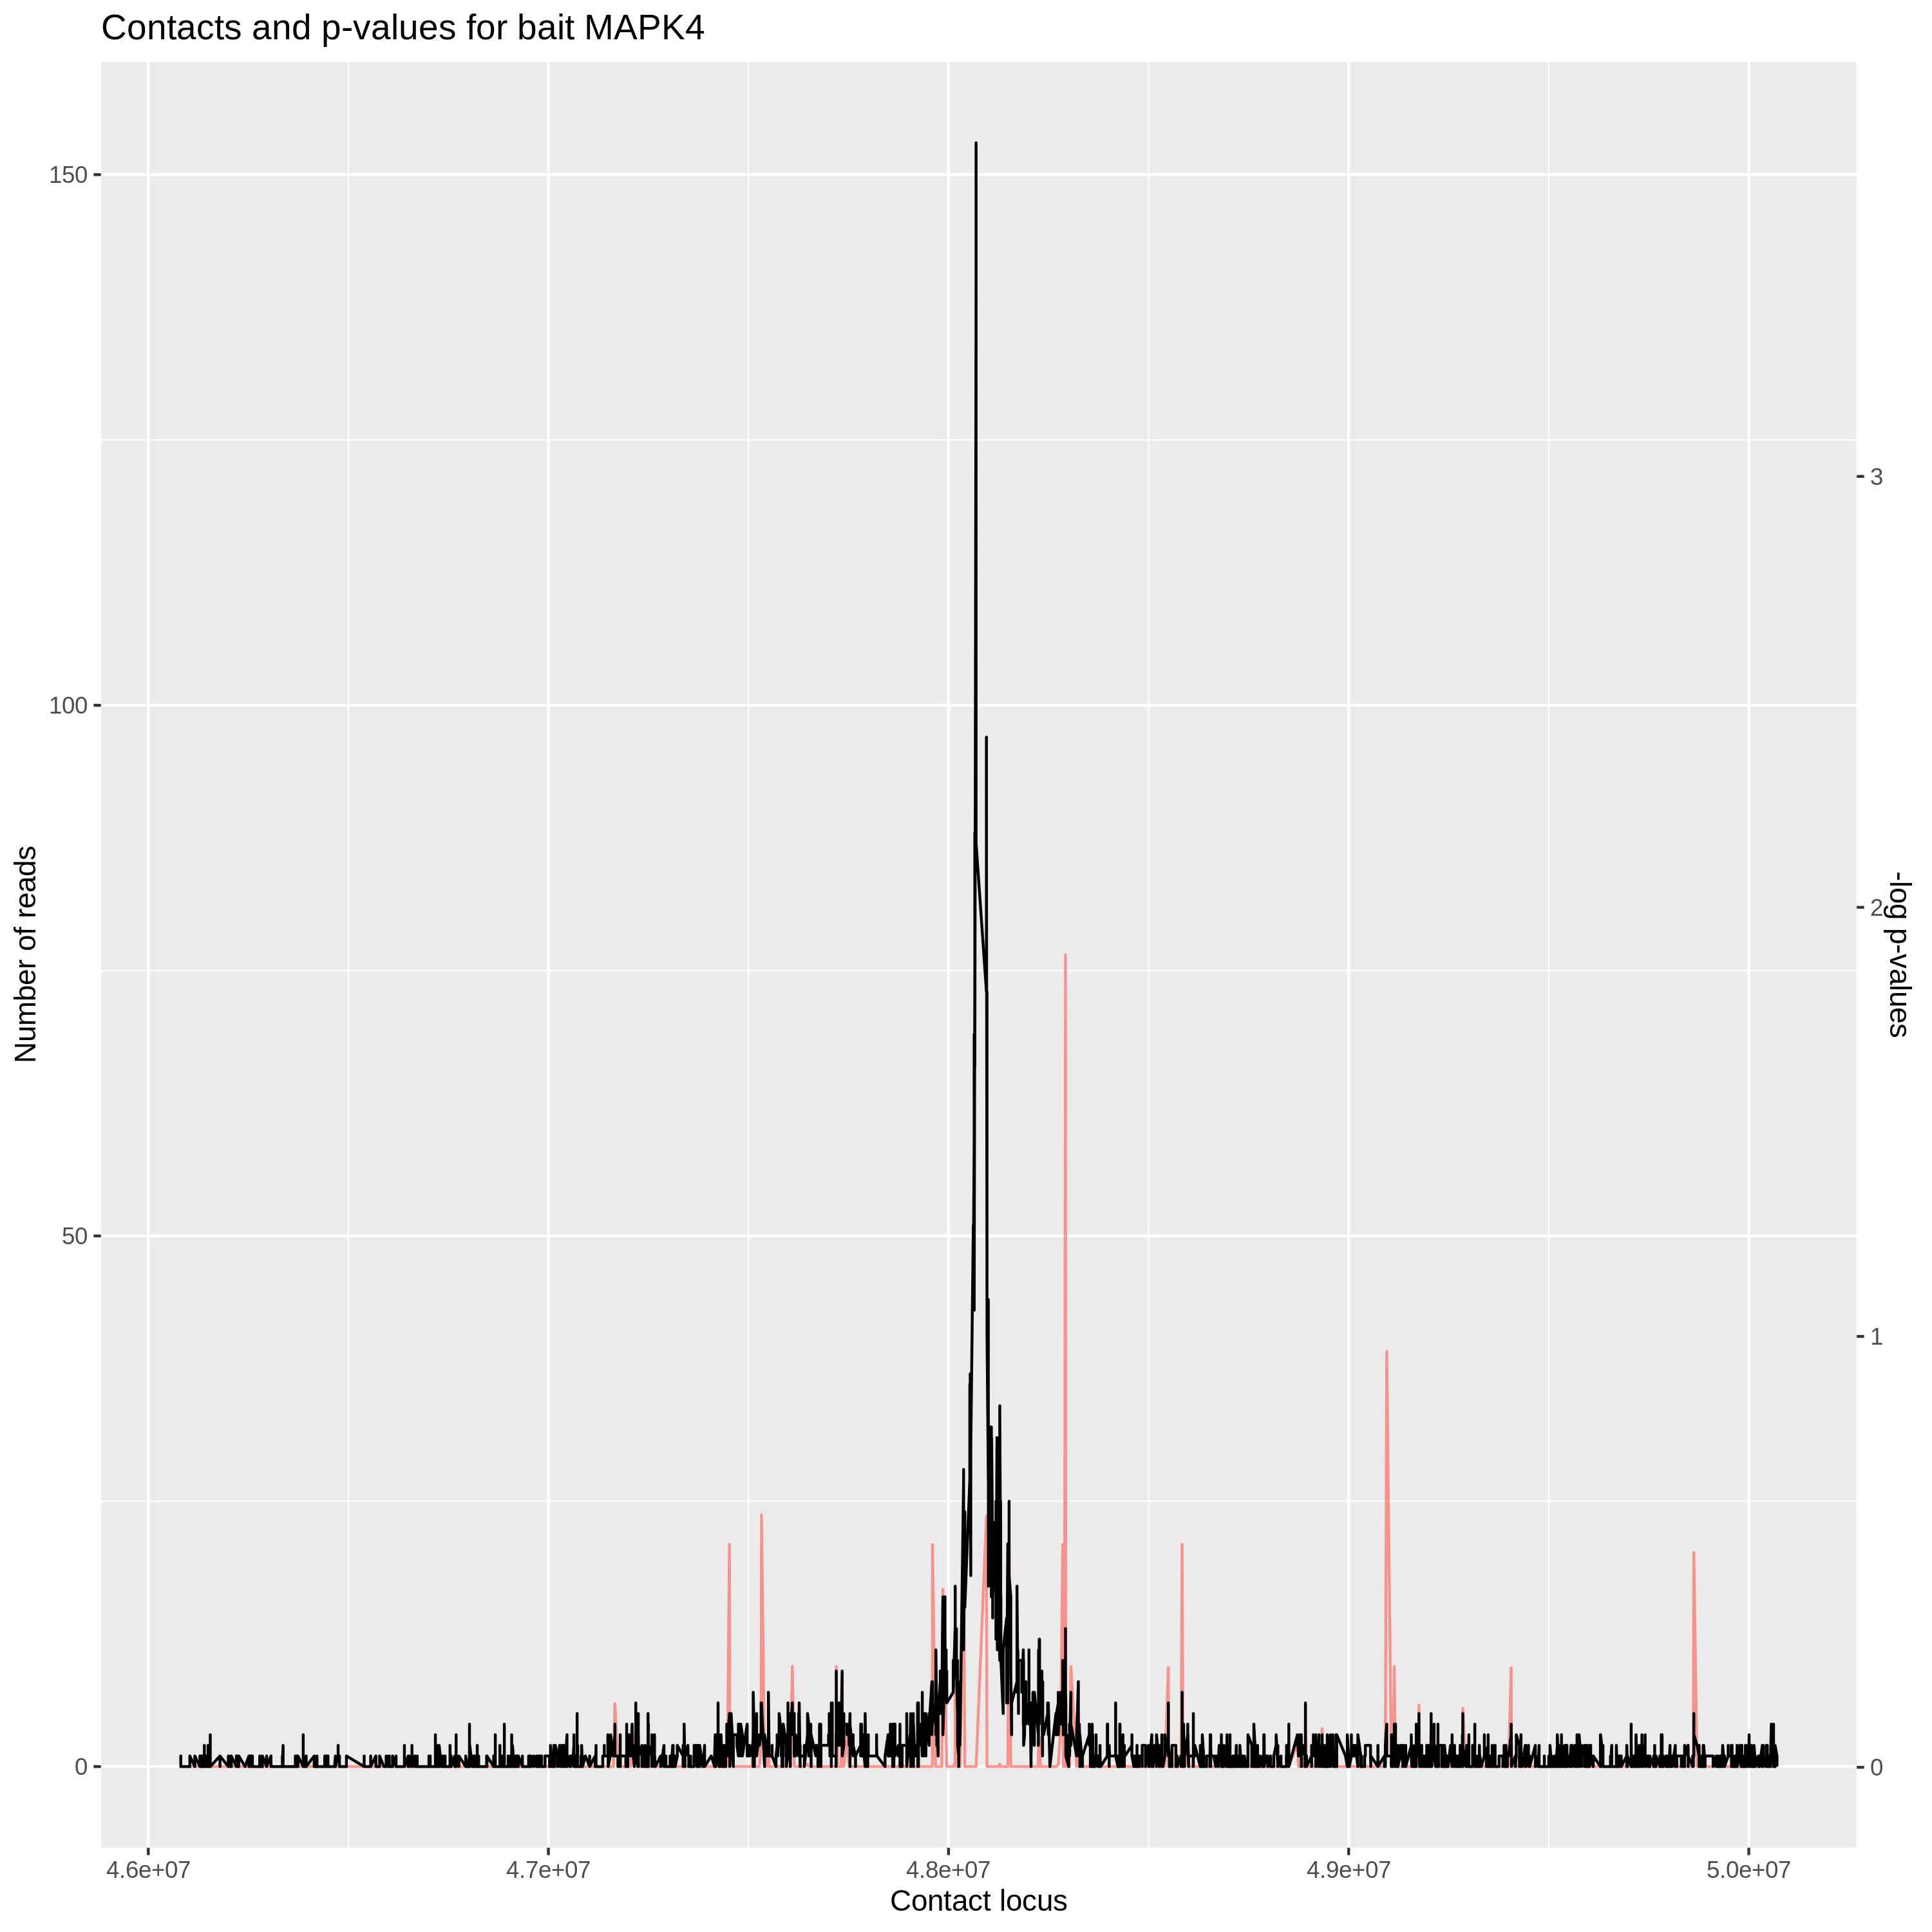 Contacts and p-values for bait MAPK4
150
100
50
0
Number of reads
3
2
1
0
-log p-values
4.6e+07
4.7e+07
4.8e+07
4.9e+07
5.0e+07
Contact locus